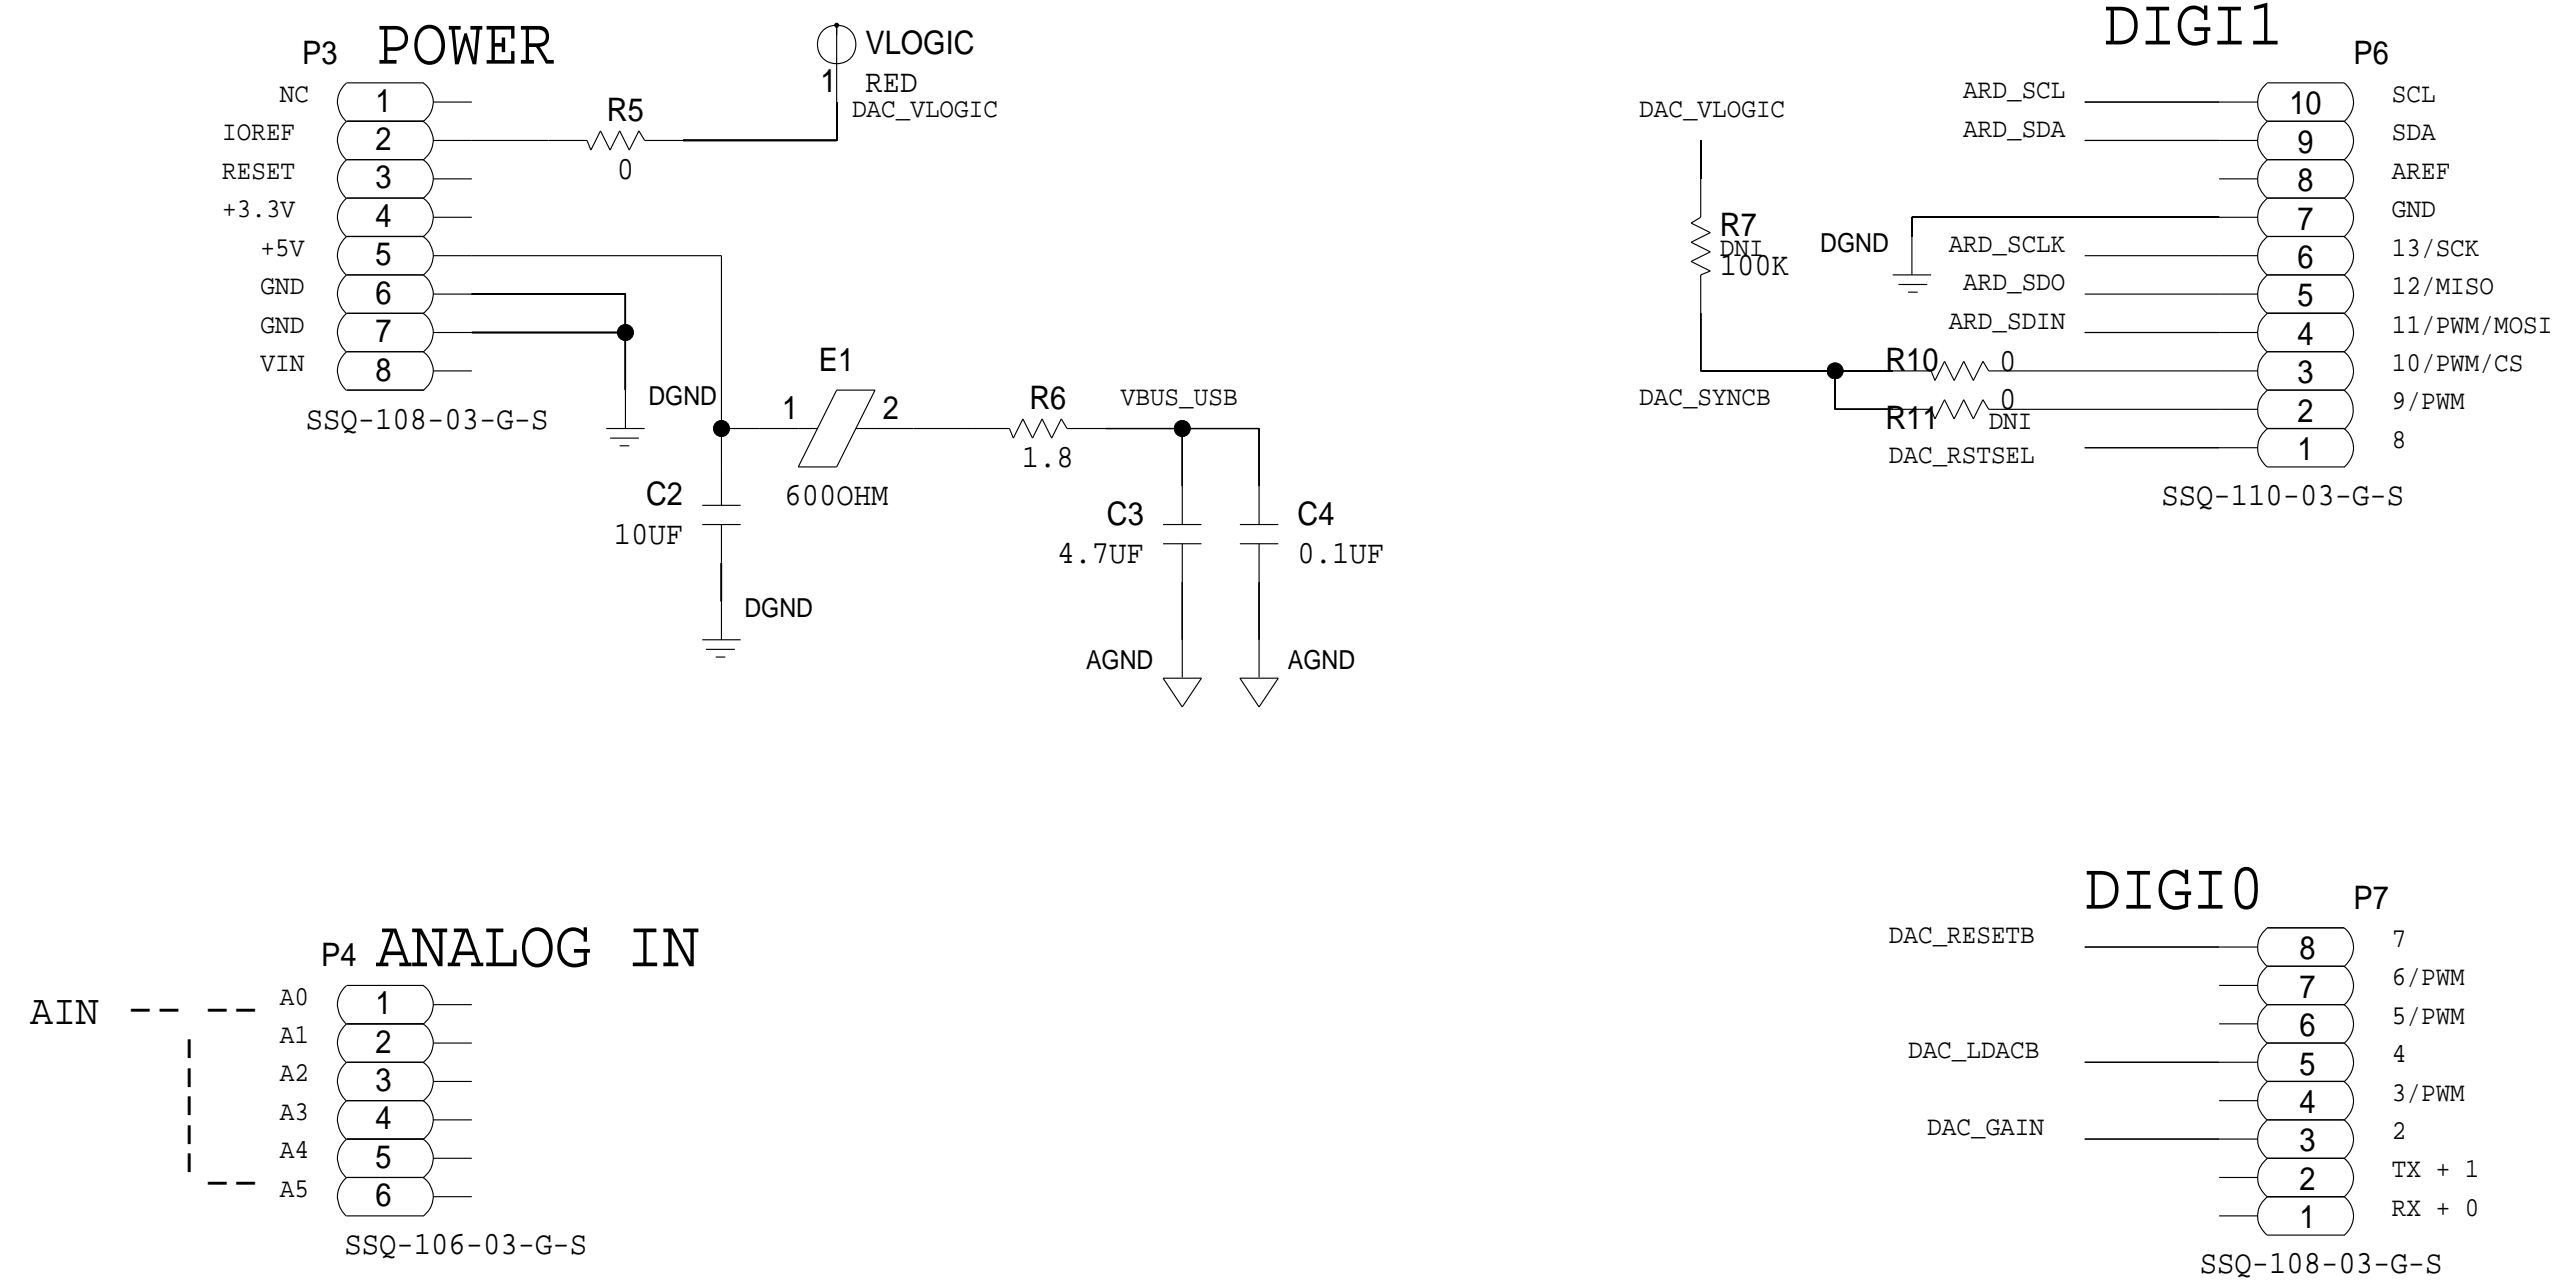 P3 POWER
NC 1
IOREF 2
RESET 3
+3.3V 4
+5V 5
GND 6
GND 7
VIN 8
SSQ-108-03-G-S
R5
0
VLOGIC
1 RED
DAC_VLOGIC
DGND
C2
10UF
DGND
E1
1 2
600OHM
R6
1.8
VBUS_USB
C3
4.7UF
AGND
C4
0.1UF
AGND
DIGI1
P6
ARD_SCL 10 SCL
ARD_SDA 9 SDA
8 AREF
7 GND
DGND
ARD_SCLK 6 13/SCK
ARD_SDO 5 12/MISO
ARD_SDIN 4 11/PWM/MOSI
R10 0 3 10/PWM/CS
R11 0 DNI 2 9/PWM
DAC_RSTSEL 1 8
SSQ-110-03-G-S
DAC_VLOGIC
R7
DNI
100K
DAC_SYNCB
P4 ANALOG IN
AIN -- -- A0 1
A1 2
A2 3
A3 4
A4 5
-- A5 6
SSQ-106-03-G-S
DIGI0
P7
DAC_RESETB 8 7
7 6/PWM
6 5/PWM
DAC_LDACB 5 4
4 3/PWM
DAC_GAIN 3 2
2 TX + 1
1 RX + 0
SSQ-108-03-G-S